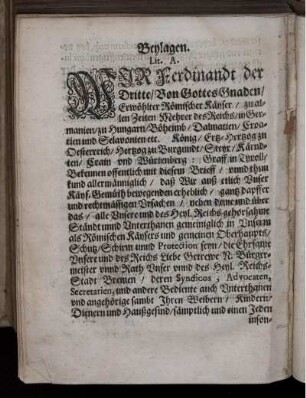 Beylagen.
Lit. A.
WIR Ferdinandt der
Dritte / Von Gottes Gnaden /
Erwöhlter Römischer Käyser / zu al-
len Zeiten Mehrer des Reichs / in Ger-
manien / zu Hungarn / Böheimb / Dalmatien / Croa-
tien und Sclavonien etc. König / Ertz-Hertzog zu
Oesterreich / Hertzog zu Burgundt / Steyr / Kärnd-
ten / Crain und Würtenberg : Graff in Tyroll /
Bekennen offentlich mit diesem Brieff / unnd thun
kund allermänniglich / daß Wir auß etlich Unser
Käys. Gemüth bewegenden erheblich / gantz dapffer
und rechtmässigen Ursachen / neben deme und über
das / alle Unsere und des Heyl. Reichs gehorsahme
Ständt unnd Unterthanen gemeiniglich in Unserm
als Römischen Käysers und gemeinen Oberhaupts /
Schutz / Schirm unnd Protection seyn / die Ehrsame
Unsere und des Reichs Liebe Getrewe N. Bürger-
meister unnd Rath Unser unnd des Heyl. Reichs-
Stadt Bremen / deren Syndicos, Advocaten,
Secretarien, und anders Bediente auch Unterthanen
und angehörige sambt Ihren Weibern / Kindern /
Dienern und Haußgesind / sämptlich und einen Jeden
inson-